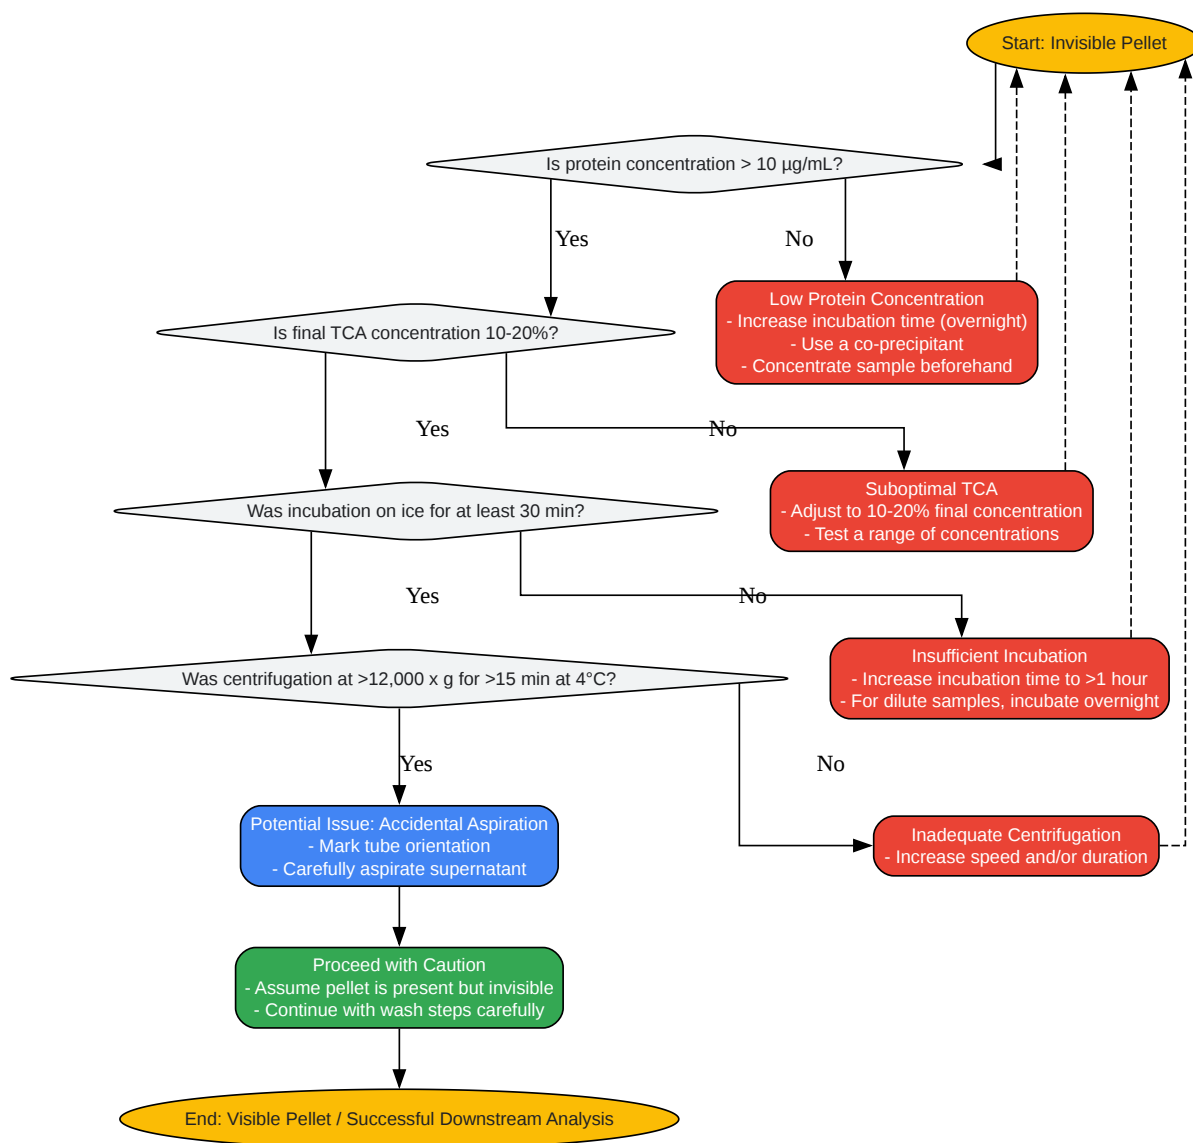 Start: Invisible Pellet
Is protein concentration > 10 µg/mL?
Yes
No
Low Protein Concentration
- Increase incubation time (overnight)
- Use a co-precipitant
- Concentrate sample beforehand
Is final TCA concentration 10-20%?
Yes
No
Suboptimal TCA
- Adjust to 10-20% final concentration
- Test a range of concentrations
Was incubation on ice for at least 30 min?
Yes
No
Insufficient Incubation
- Increase incubation time to >1 hour
- For dilute samples, incubate overnight
Was centrifugation at >12,000 x g for >15 min at 4°C?
Yes
No
Potential Issue: Accidental Aspiration
- Mark tube orientation
- Carefully aspirate supernatant
Inadequate Centrifugation
- Increase speed and/or duration
Proceed with Caution
- Assume pellet is present but invisible
- Continue with wash steps carefully
End: Visible Pellet / Successful Downstream Analysis